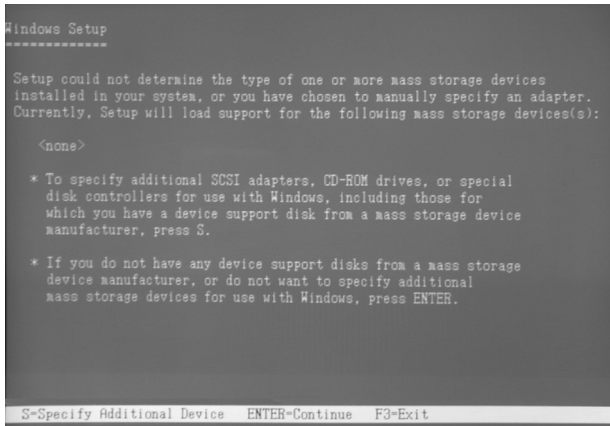 Windows Setup
=============
Setup could not determine the type of one or more mass storage devices
installed in your system, or you have chosen to manually specify an adapter.
Currently, Setup will load support for the following mass storage devices(s):
<none>
* To specify additional SCSI adapters, CD-ROM drives, or special
disk controllers for use with Windows, including those for
which you have a device support disk from a mass storage device
manufacturer, press S.
* If you do not have any device support disks from a mass storage
device manufacturer, or do not want to specify additional
mass storage devices for use with Windows, press ENTER.
S=Specify Additional Device ENTER=Continue F3=Exit